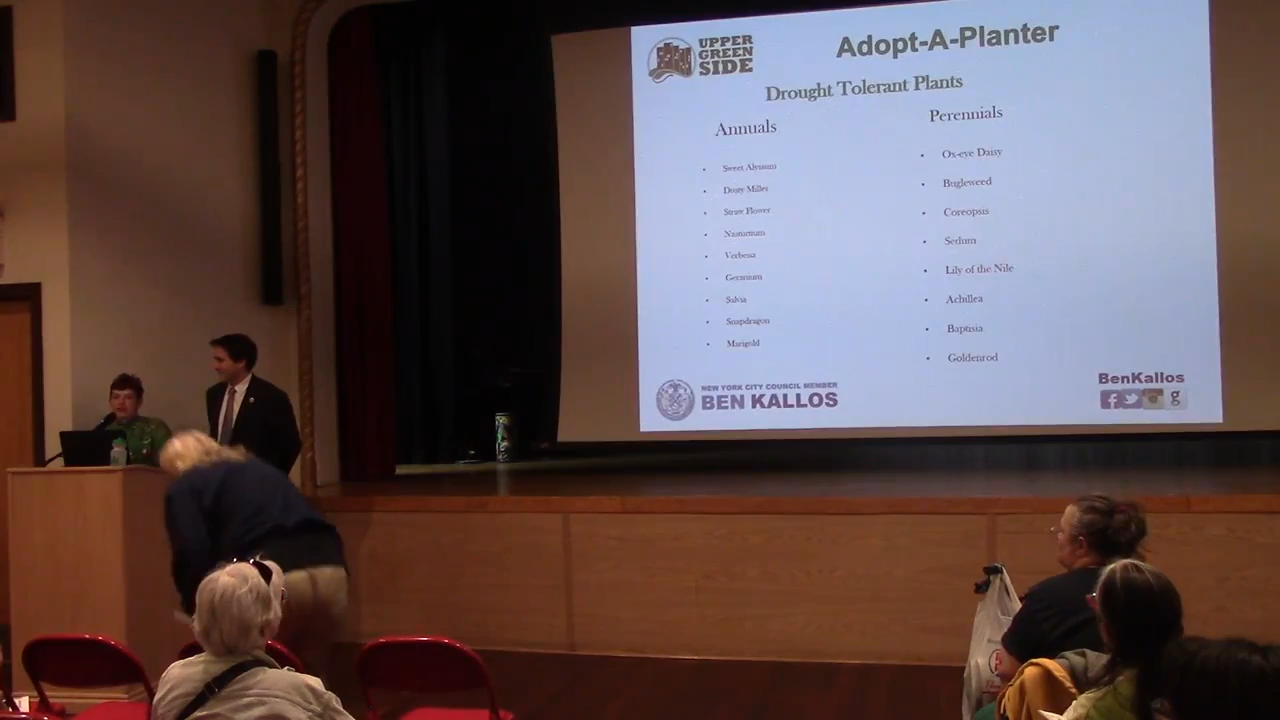 UPPER
GREEN
SIDE
Adopt-A-Planter
Drought Tolerant Plants
Annuals
• Sweet Alyssum
• Dusty Miller
• Straw Flower
• Nasturtium
• Verbena
• Geranium
• Salvia
• Snapdragon
• Marigold
Perennials
• Ox-eye Daisy
• Bugleweed
• Coreopsis
• Sedum
• Lily of the Nile
• Achillea
• Baptisia
• Goldenrod
NEW YORK CITY COUNCIL MEMBER
BEN KALLOS
BenKallos